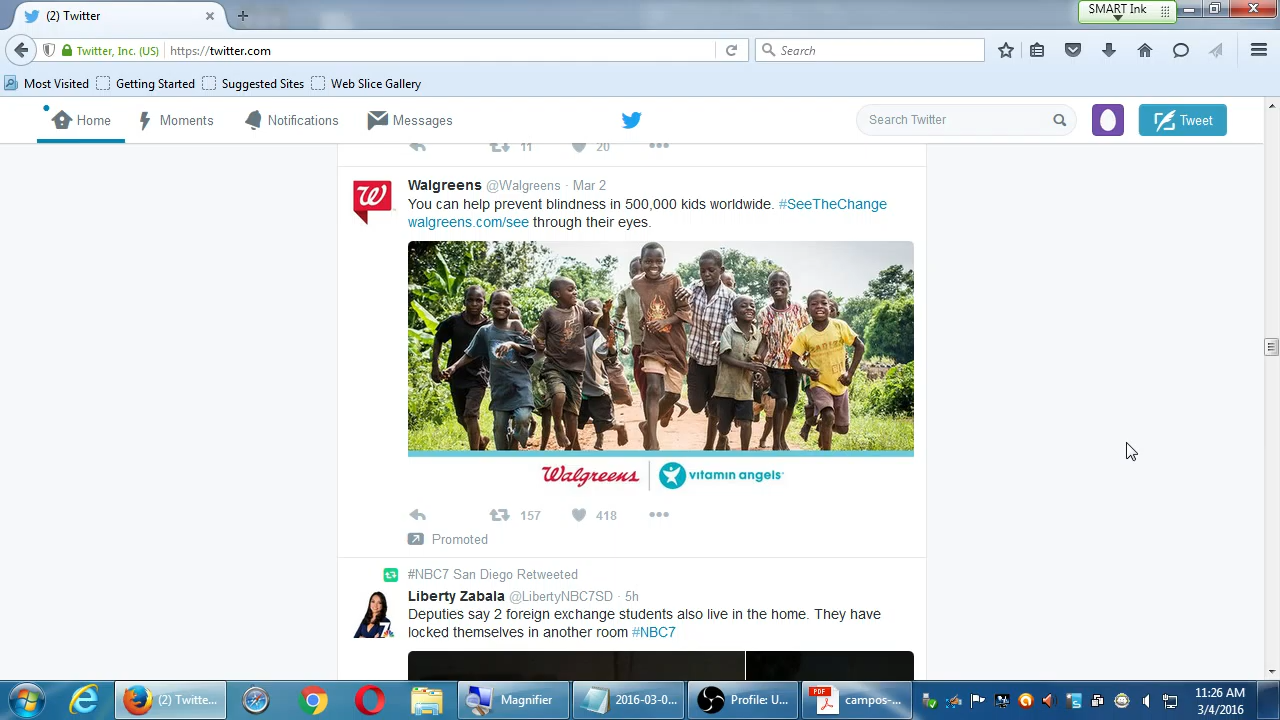 (2) Twitter
SMART Ink
Twitter, Inc. (US)
https://twitter.com
Search
Most Visited
Getting Started
Suggested Sites
Web Slice Gallery
Home
Moments
Notifications
Messages
Search Twitter
Tweet
11
20
Walgreens @Walgreens · Mar 2
You can help prevent blindness in 500,000 kids worldwide. #SeeTheChange
walgreens.com/see through their eyes.
Walgreens
vitamin angels
157
418
Promoted
#NBC7 San Diego Retweeted
Liberty Zabala @LibertyNBC7SD · 5h
Deputies say 2 foreign exchange students also live in the home. They have
locked themselves in another room #NBC7
7
(2) Twitte...
Magnifier
2016-03-0...
Profile: U...
PDF
campos-...
11:26 AM
3/4/2016